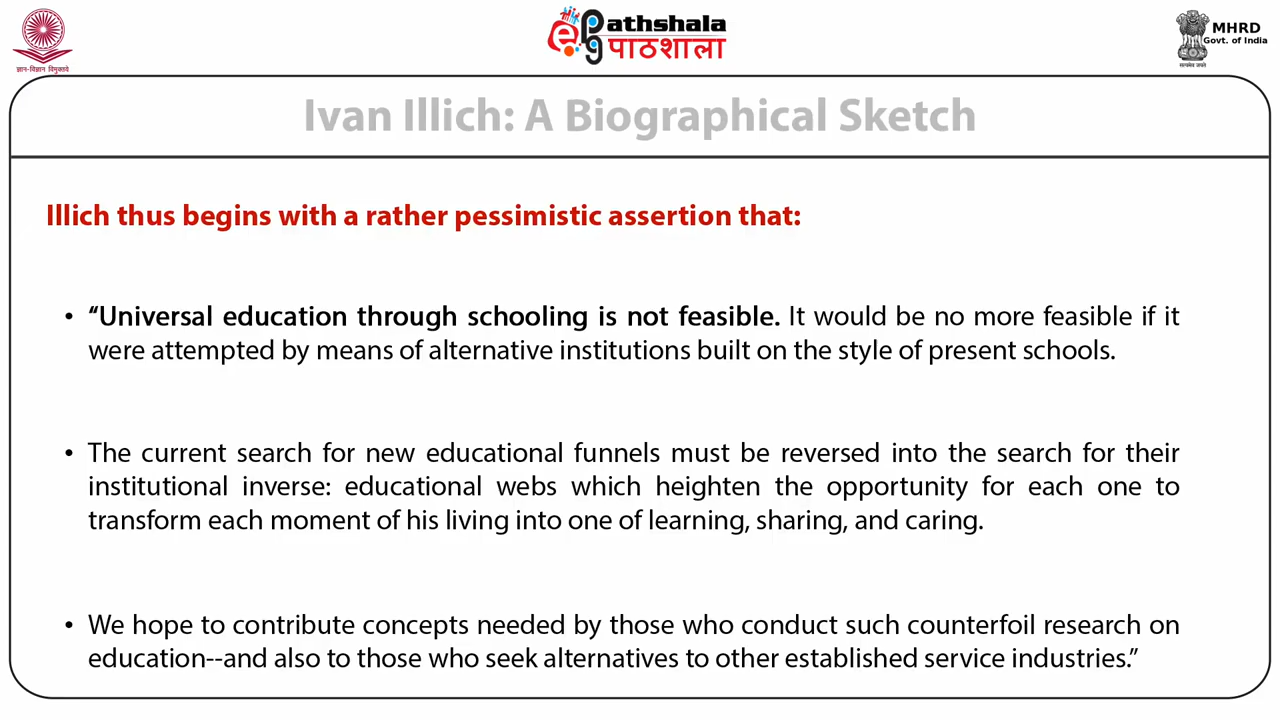 ज्ञान-विज्ञान विमुक्तये
ePG Pathshala
पाठशाला
MHRD
Govt. of India
सत्यमेव जयते
Ivan Illich: A Biographical Sketch
Illich thus begins with a rather pessimistic assertion that:
• “Universal education through schooling is not feasible. It would be no more feasible if it
were attempted by means of alternative institutions built on the style of present schools.
• The current search for new educational funnels must be reversed into the search for their
institutional inverse: educational webs which heighten the opportunity for each one to
transform each moment of his living into one of learning, sharing, and caring.
• We hope to contribute concepts needed by those who conduct such counterfoil research on
education--and also to those who seek alternatives to other established service industries.”